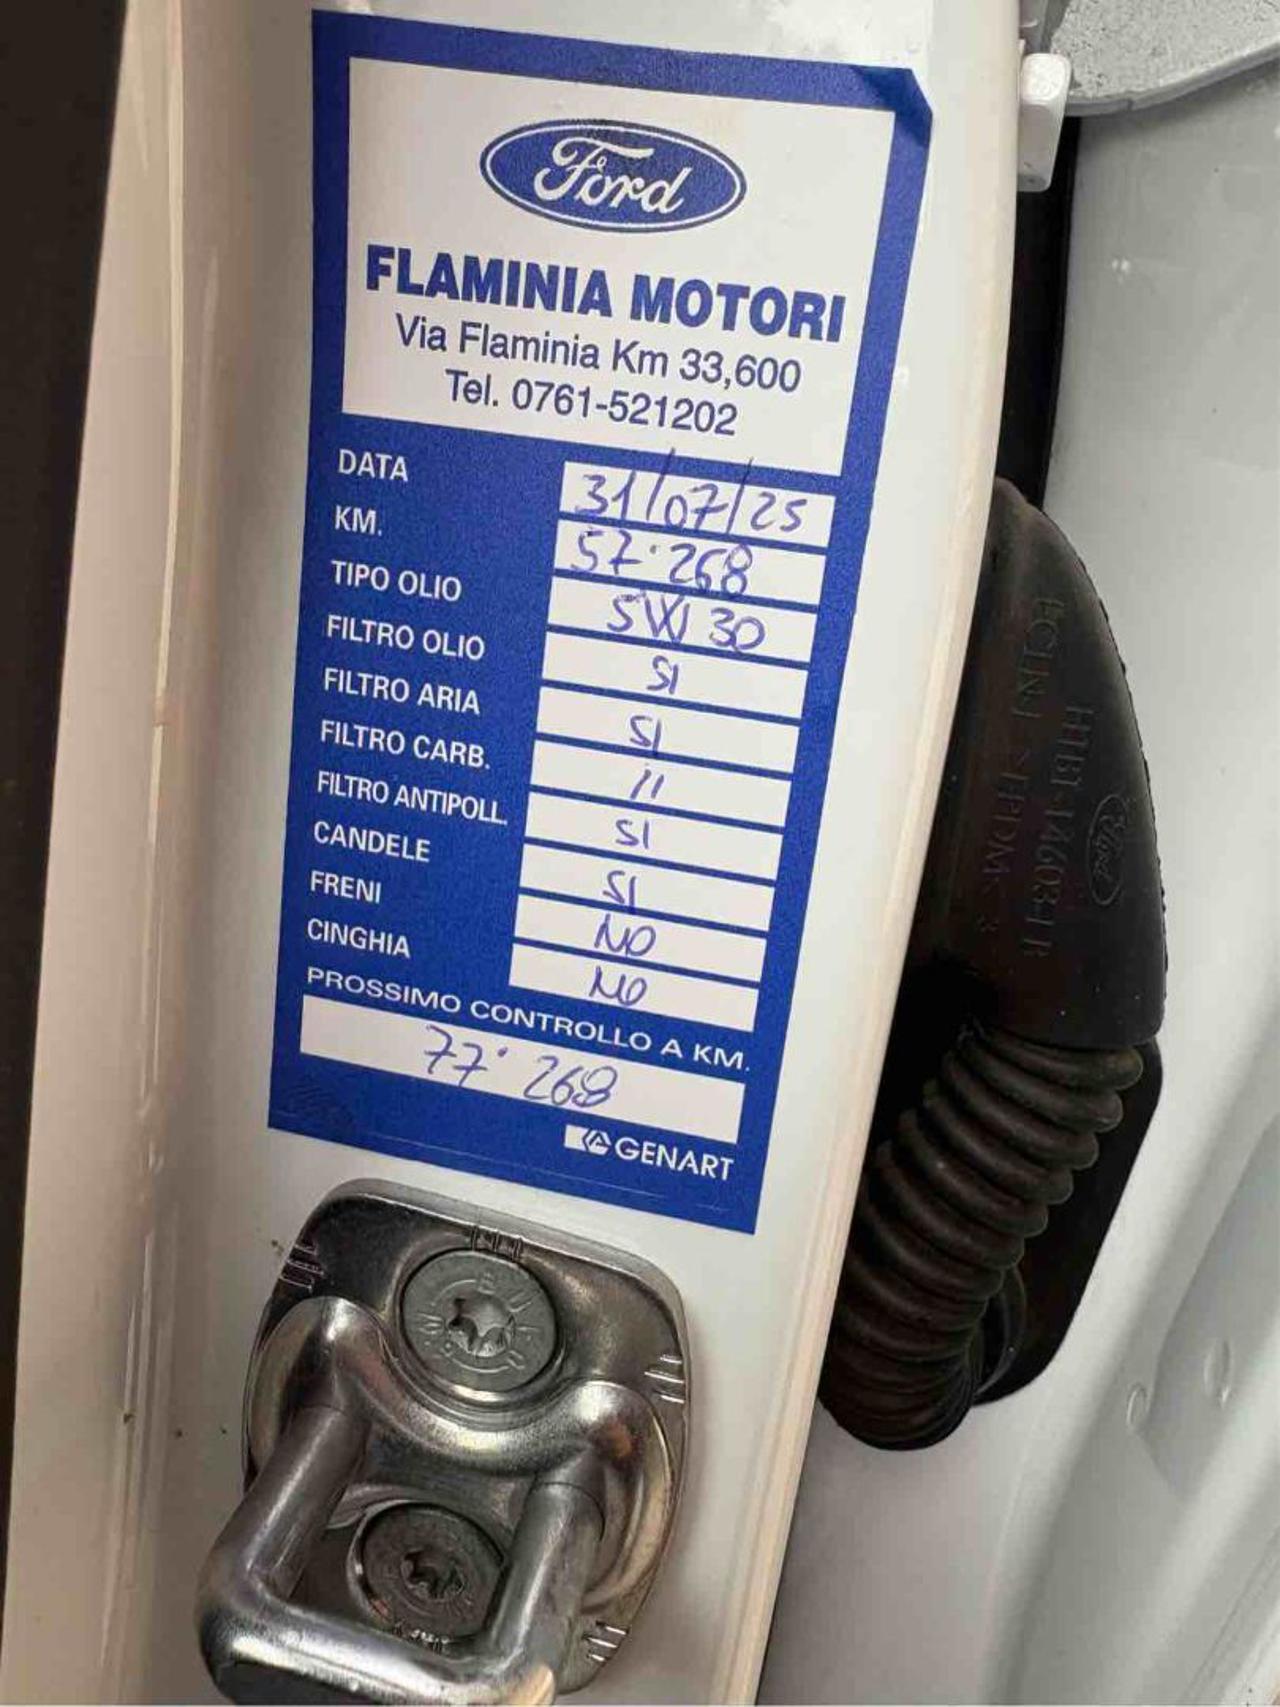 Ford
FLAMINIA MOTORI
Via Flaminia Km 33,600
Tel. 0761-521202
DATA 31/07/25
KM. 57·268
TIPO OLIO 5W30
FILTRO OLIO SI
FILTRO ARIA SI
FILTRO CARB. //
FILTRO ANTIPOLL. SI
CANDELE SI
FRENI NO
CINGHIA NO
PROSSIMO CONTROLLO A KM.
77·268
GENART
Ford